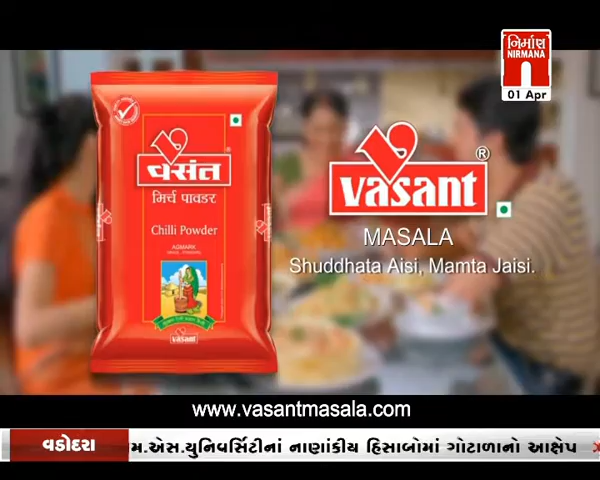 નિર્માણ
NIRMANA
01 Apr
वसंत
मिर्च पावडर
Chilli Powder
AGMARK
vasant
vasant®
MASALA
Shuddhata Aisi, Mamta Jaisi.
www.vasantmasala.com
વડોદરા
મ.એસ.યુનિવર્સિટીનાં નાણાંકીય હિસાબોમાં ગોટાળાનો આક્ષેપ